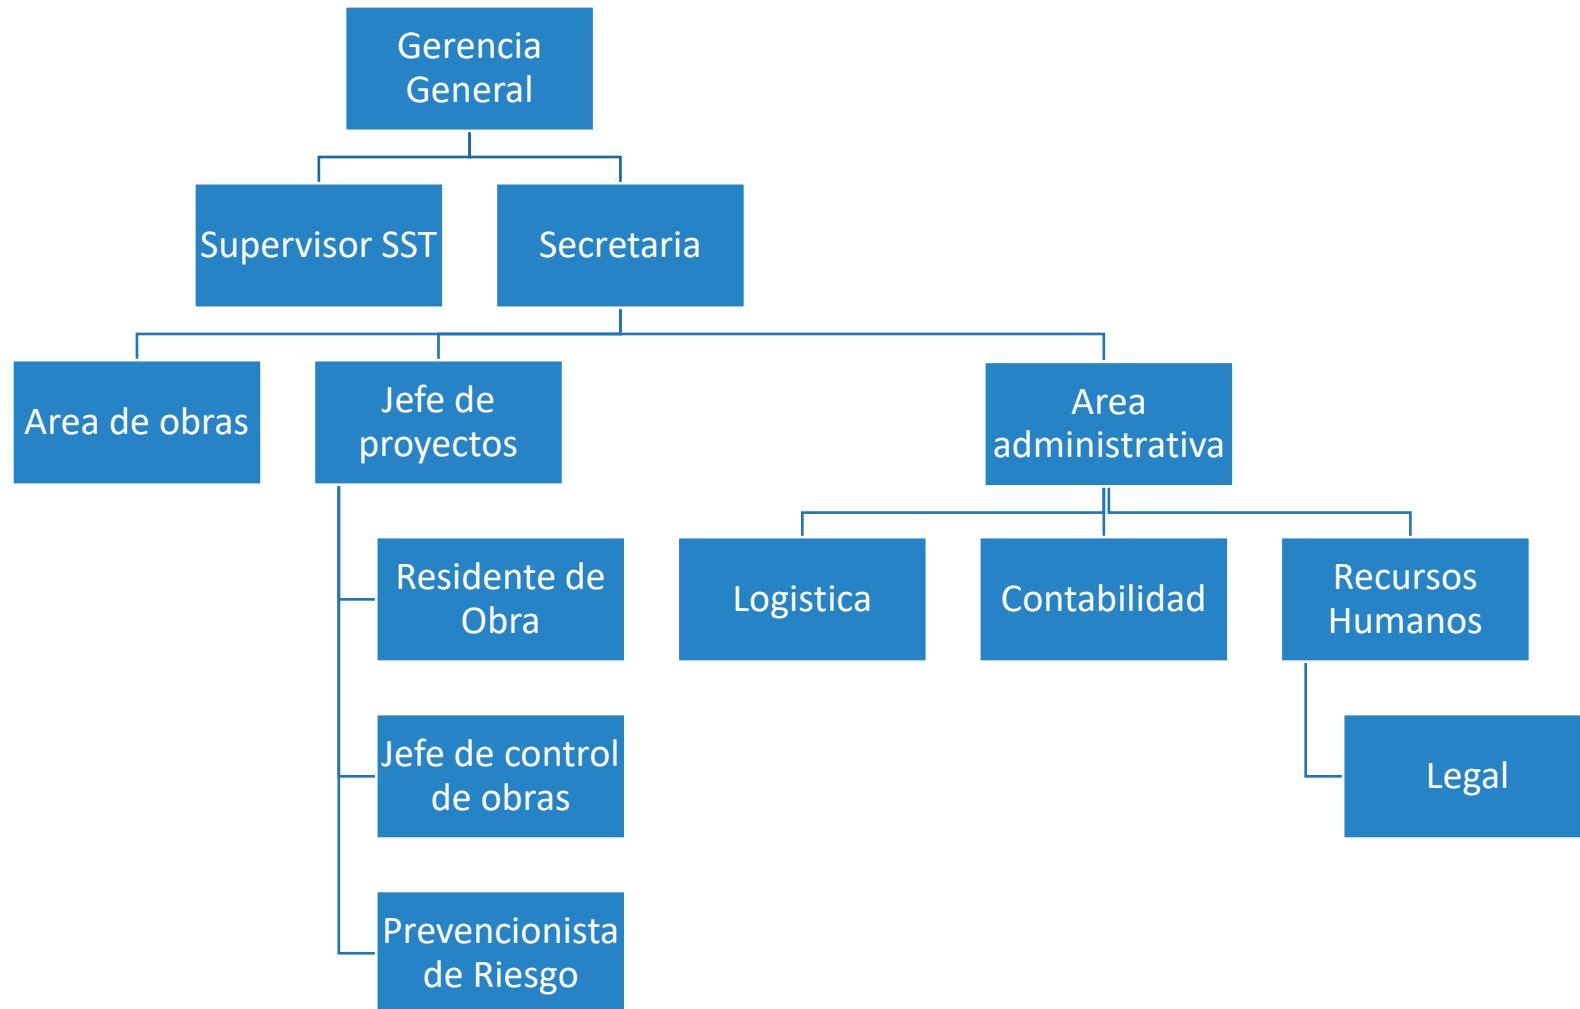 Gerencia
General
Supervisor SST
Secretaria
Area de obras
Jefe de
proyectos
Area
administrativa
Residente de
Obra
Logistica
Contabilidad
Recursos
Humanos
Jefe de control
de obras
Legal
Prevencionista
de Riesgo